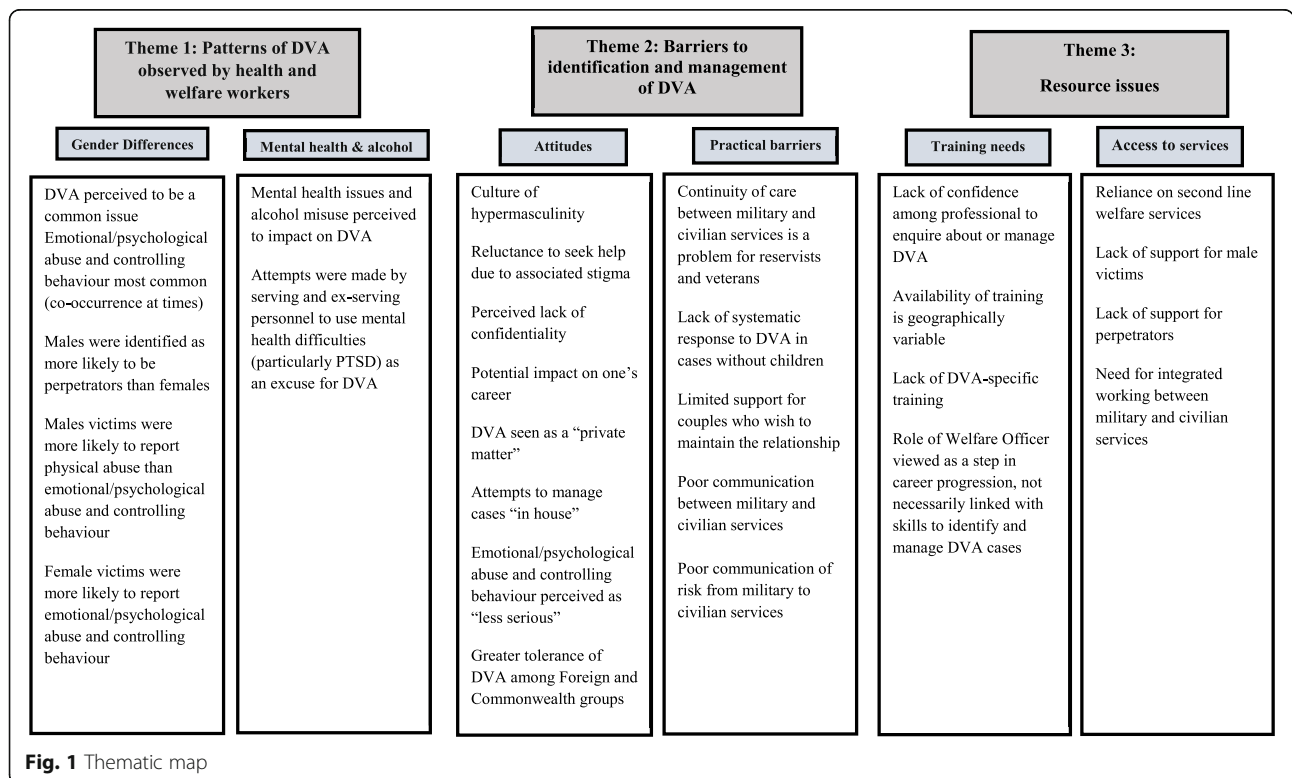 Theme 1: Patterns of DVA
observed by health and
welfare workers
Gender Differences
DVA perceived to be a
common issue
Emotional/psychological
abuse and controlling
behaviour most common
(co-occurrence at times)
Males were identified as
more likely to be
perpetrators than females
Males victims were
more likely to report
physical abuse than
emotional/psychological
abuse and controlling
behaviour
Female victims were
more likely to report
emotional/psychological
abuse and controlling
behaviour
Mental health & alcohol
Mental health issues and
alcohol misuse perceived
to impact on DVA
Attempts were made by
serving and ex-serving
personnel to use mental
health difficulties
(particularly PTSD) as
an excuse for DVA
Theme 2: Barriers to
identification and management
of DVA
Attitudes
Culture of
hypermasculinity
Reluctance to seek help
due to associated stigma
Perceived lack of
confidentiality
Potential impact on one’s
career
DVA seen as a “private
matter”
Attempts to manage
cases “in house”
Emotional/psychological
abuse and controlling
behaviour perceived as
“less serious”
Greater tolerance of
DVA among Foreign and
Commonwealth groups
Practical barriers
Continuity of care
between military and
civilian services is a
problem for reservists
and veterans
Lack of systematic
response to DVA in
cases without children
Limited support for
couples who wish to
maintain the relationship
Poor communication
between military and
civilian services
Poor communication of
risk from military to
civilian services
Theme 3:
Resource issues
Training needs
Lack of confidence
among professional to
enquire about or manage
DVA
Availability of training
is geographically
variable
Lack of DVA-specific
training
Role of Welfare Officer
viewed as a step in
career progression, not
necessarily linked with
skills to identify and
manage DVA cases
Access to services
Reliance on second line
welfare services
Lack of support for male
victims
Lack of support for
perpetrators
Need for integrated
working between
military and civilian
services
Fig. 1 Thematic map